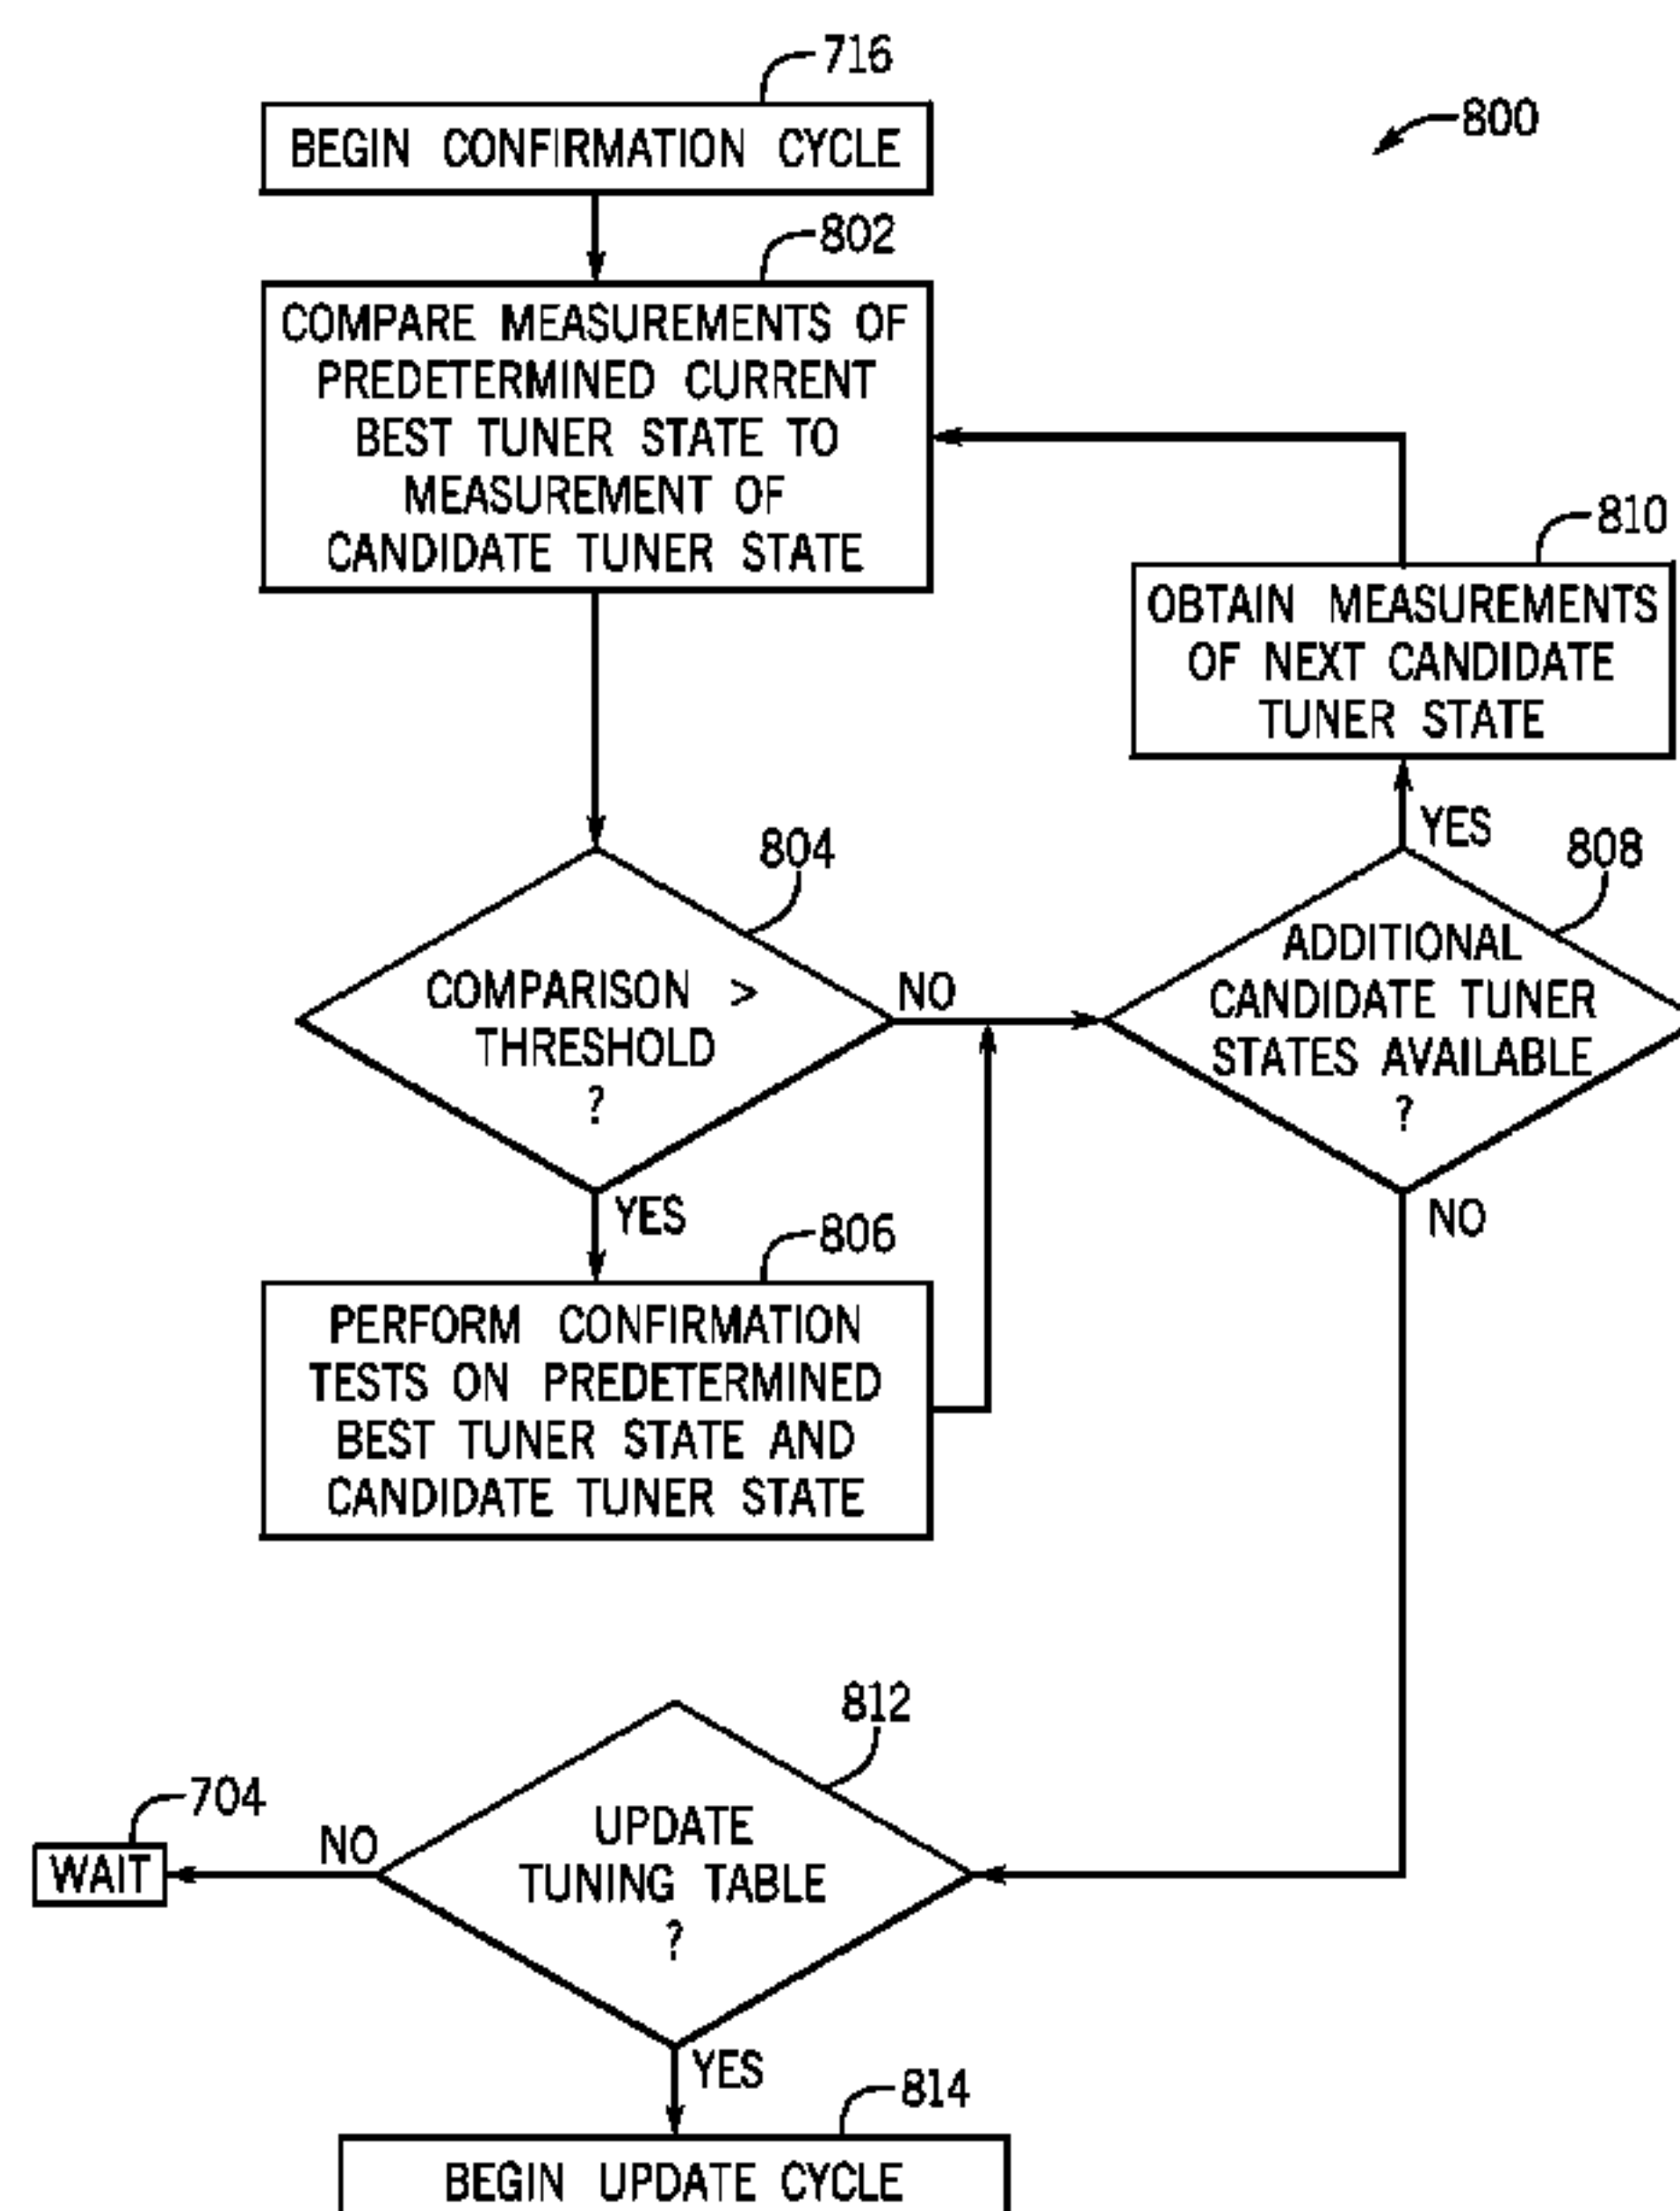 716
800
BEGIN CONFIRMATION CYCLE
802
COMPARE MEASUREMENTS OF
PREDETERMINED CURRENT
BEST TUNER STATE TO
MEASUREMENT OF
CANDIDATE TUNER STATE
810
OBTAIN MEASUREMENTS
OF NEXT CANDIDATE
TUNER STATE
YES
804
COMPARISON >
THRESHOLD
?
NO
808
ADDITIONAL
CANDIDATE TUNER
STATES AVAILABLE
?
YES
NO
806
PERFORM CONFIRMATION
TESTS ON PREDETERMINED
BEST TUNER STATE AND
CANDIDATE TUNER STATE
812
UPDATE
TUNING TABLE
?
704
WAIT
NO
YES
814
BEGIN UPDATE CYCLE